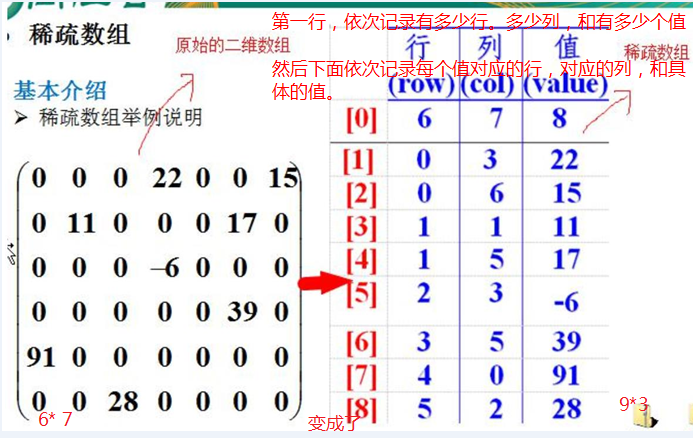 稀疏数组
原始的二维数组
第一行，依次记录有多少行。多少列，和有多少个值
然后下面依次记录每个值对应的行，对应的列，和具
体的值。
稀疏数组
基本介绍
➢ 稀疏数组举例说明
0 0 0 22 0 0 15
0 11 0 0 0 17 0
0 0 0 –6 0 0 0
0 0 0 0 0 39 0
91 0 0 0 0 0 0
0 0 28 0 0 0 0
6* 7
变成了
行 列 值
(row) (col) (value)
[0] 6 7 8
[1] 0 3 22
[2] 0 6 15
[3] 1 1 11
[4] 1 5 17
[5] 2 3 -6
[6] 3 5 39
[7] 4 0 91
[8] 5 2 28
9*3